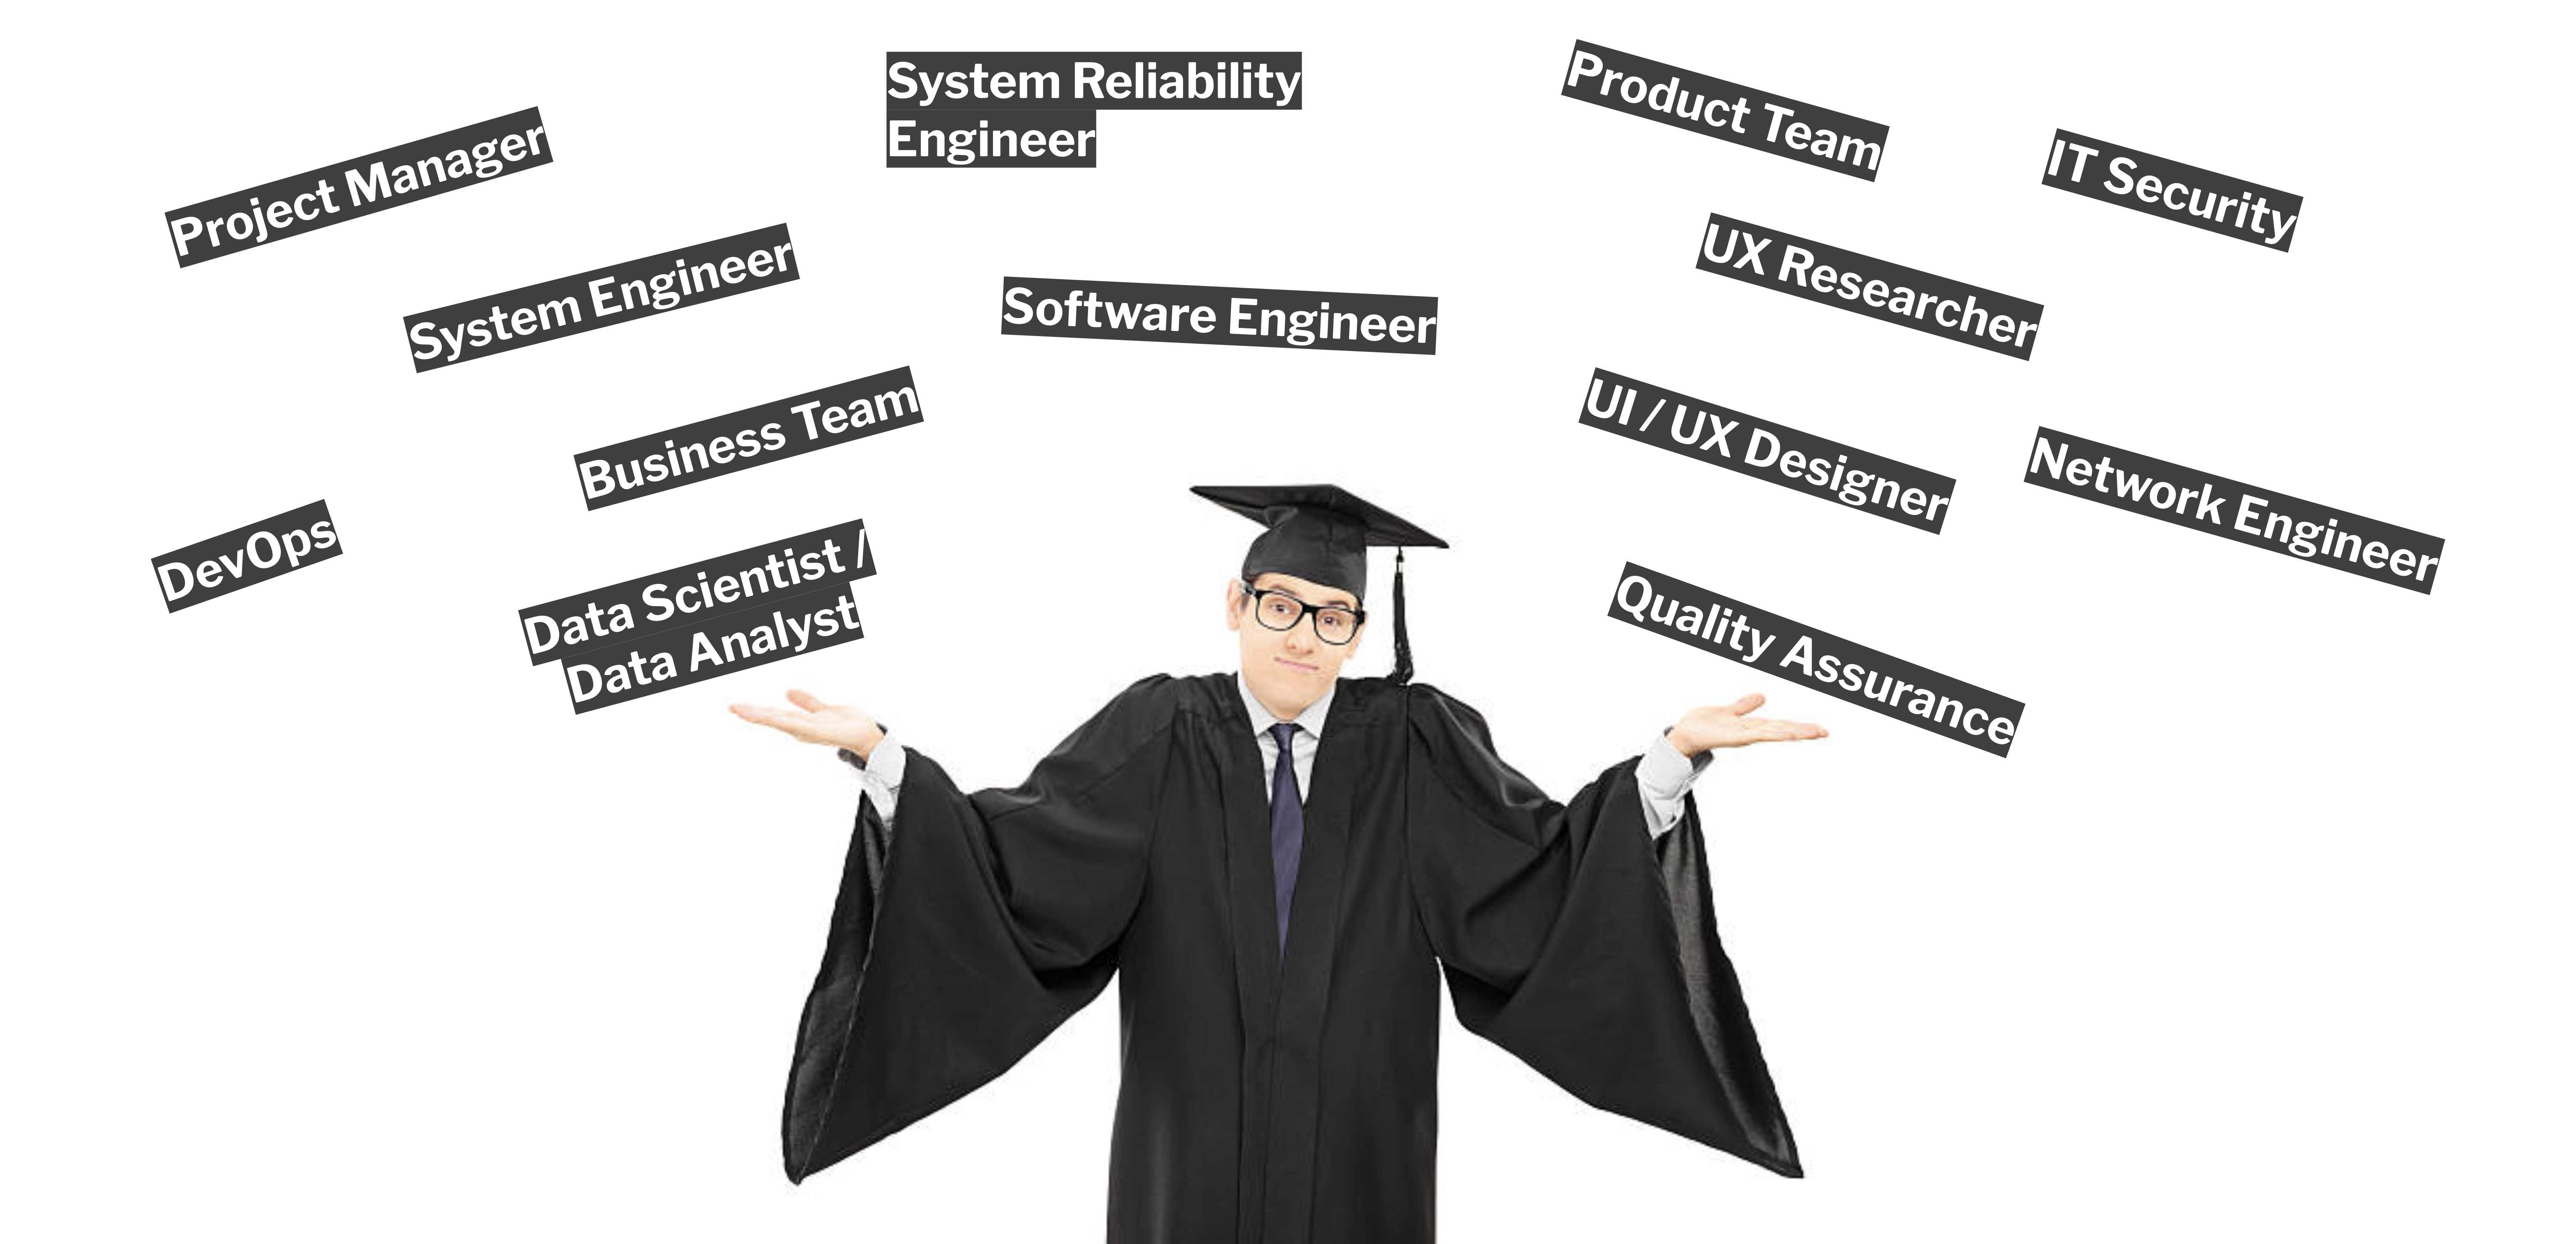 System Reliability
Engineer
Product Team
Project Manager
IT Security
System Engineer
UX Researcher
Software Engineer
Business Team
UI / UX Designer
Network Engineer
DevOps
Data Scientist /
Data Analyst
Quality Assurance